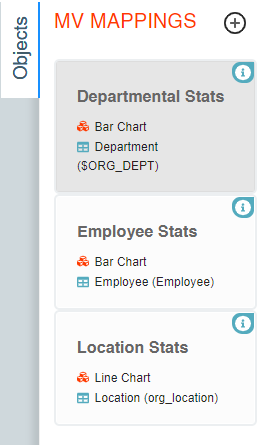 Objects
MV MAPPINGS
Departmental Stats
Bar Chart
Department
($ORG_DEPT)
Employee Stats
Bar Chart
Employee (Employee)
Location Stats
Line Chart
Location (org_location)